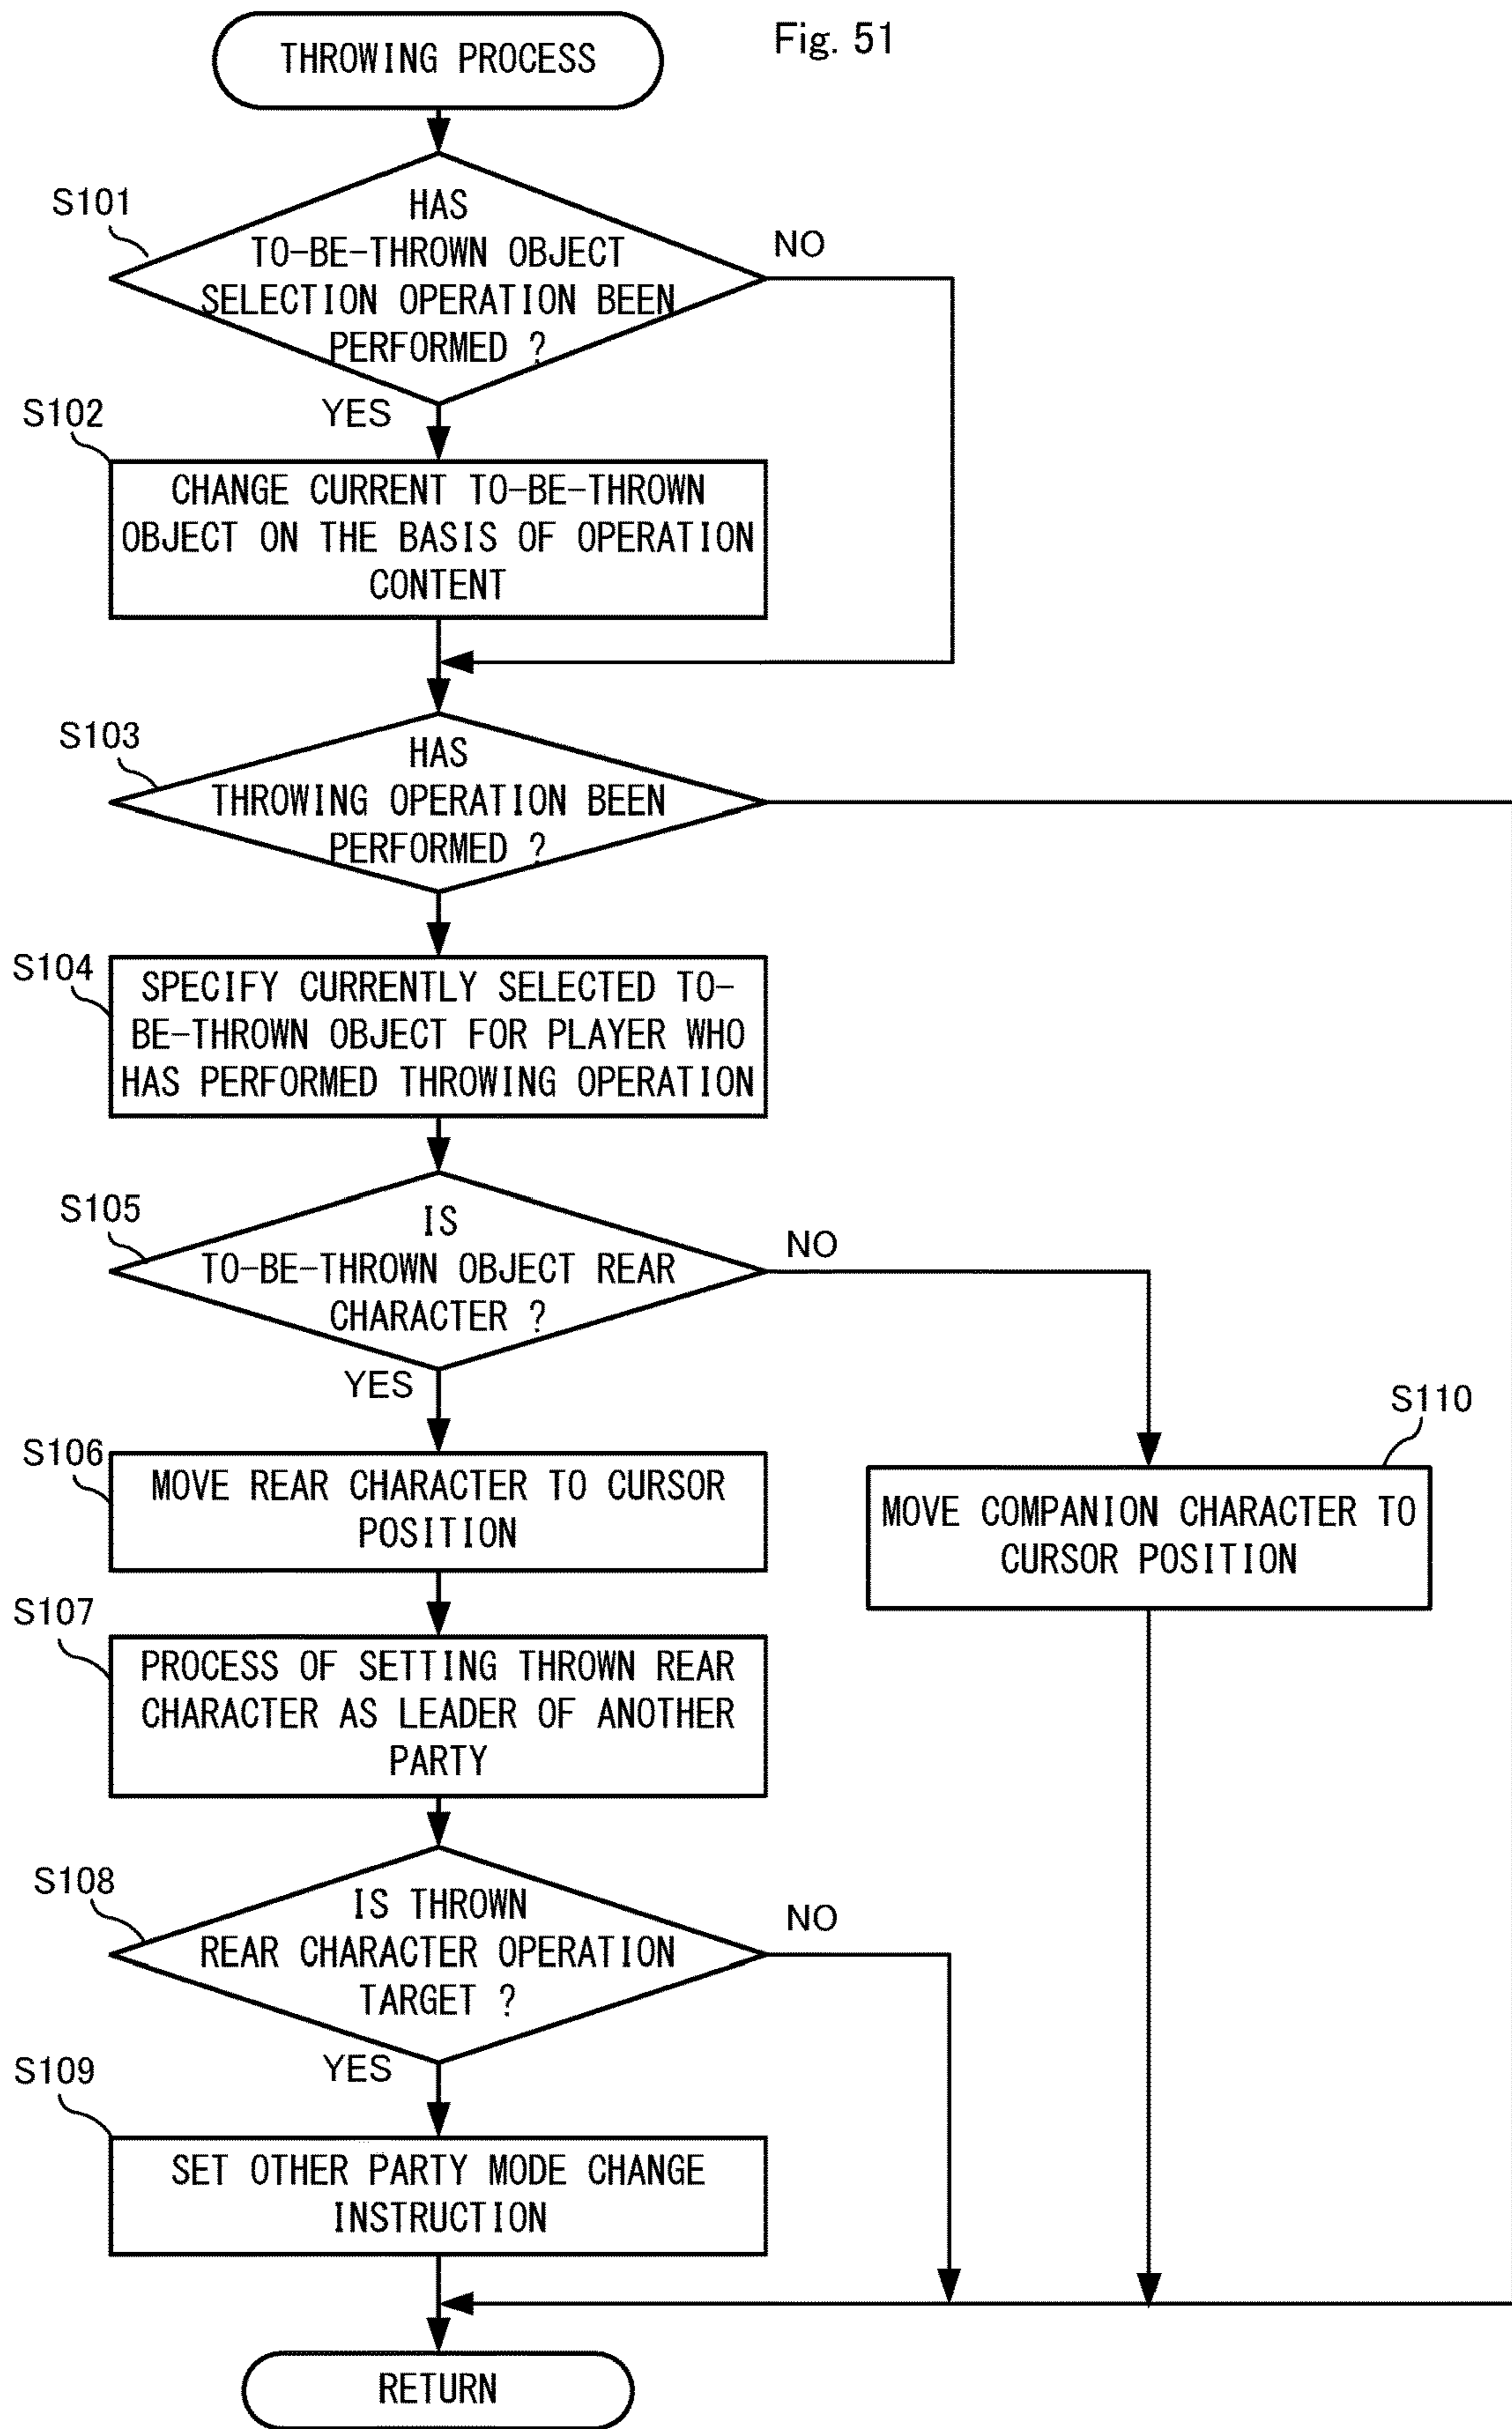 Fig. 51
THROWING PROCESS
S101
HAS
TO-BE-THROWN OBJECT
SELECTION OPERATION BEEN
PERFORMED ?
NO
YES
S102
CHANGE CURRENT TO-BE-THROWN
OBJECT ON THE BASIS OF OPERATION
CONTENT
S103
HAS
THROWING OPERATION BEEN
PERFORMED ?
S104
SPECIFY CURRENTLY SELECTED TO-
BE-THROWN OBJECT FOR PLAYER WHO
HAS PERFORMED THROWING OPERATION
S105
IS
TO-BE-THROWN OBJECT REAR
CHARACTER ?
NO
YES
S106
MOVE REAR CHARACTER TO CURSOR
POSITION
S110
MOVE COMPANION CHARACTER TO
CURSOR POSITION
S107
PROCESS OF SETTING THROWN REAR
CHARACTER AS LEADER OF ANOTHER
PARTY
S108
IS THROWN
REAR CHARACTER OPERATION
TARGET ?
NO
YES
S109
SET OTHER PARTY MODE CHANGE
INSTRUCTION
RETURN